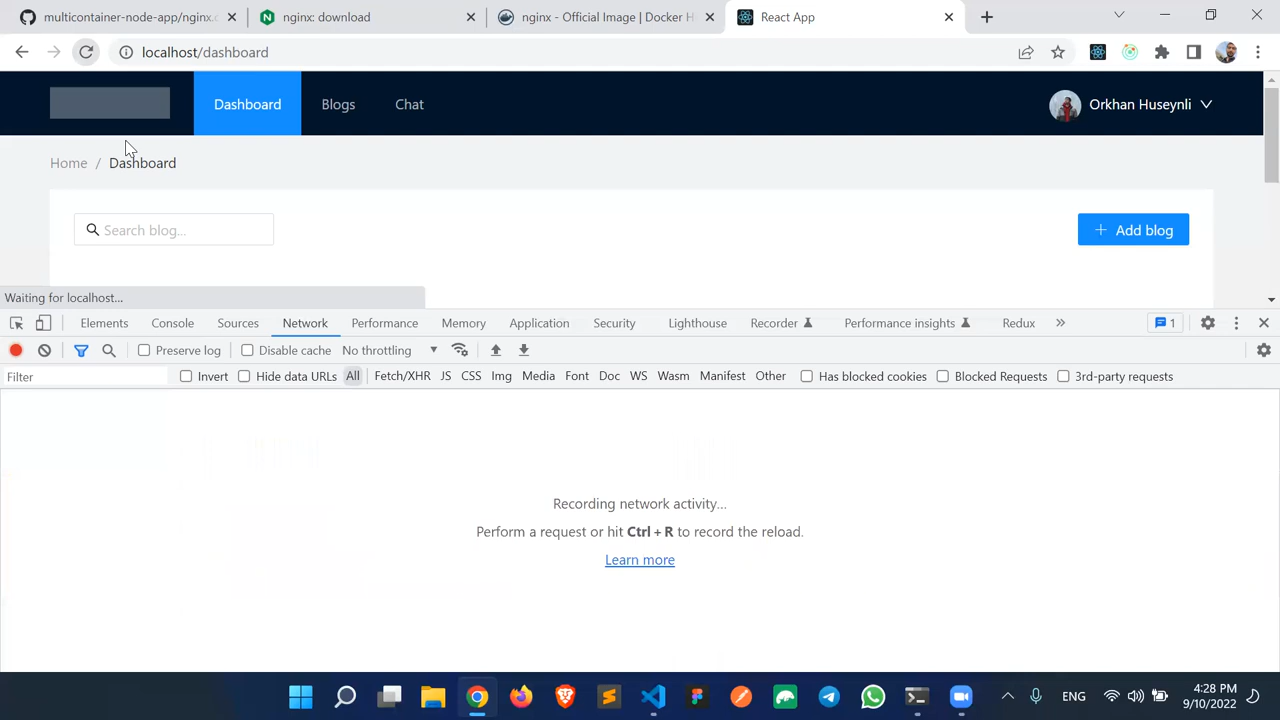 multicontainer-node-app/nginx.c
nginx: download
nginx - Official Image | Docker H
React App
localhost/dashboard
Dashboard
Blogs
Chat
Orkhan Huseynli
Home / Dashboard
Search blog...
Add blog
Waiting for localhost...
Elements
Console
Sources
Network
Performance
Memory
Application
Security
Lighthouse
Recorder
Performance insights
Redux
1
Preserve log
Disable cache
No throttling
Filter
Invert
Hide data URLs
All
Fetch/XHR
JS
CSS
Img
Media
Font
Doc
WS
Wasm
Manifest
Other
Has blocked cookies
Blocked Requests
3rd-party requests
Recording network activity...
Perform a request or hit Ctrl + R to record the reload.
Learn more
ENG
4:28 PM
9/10/2022